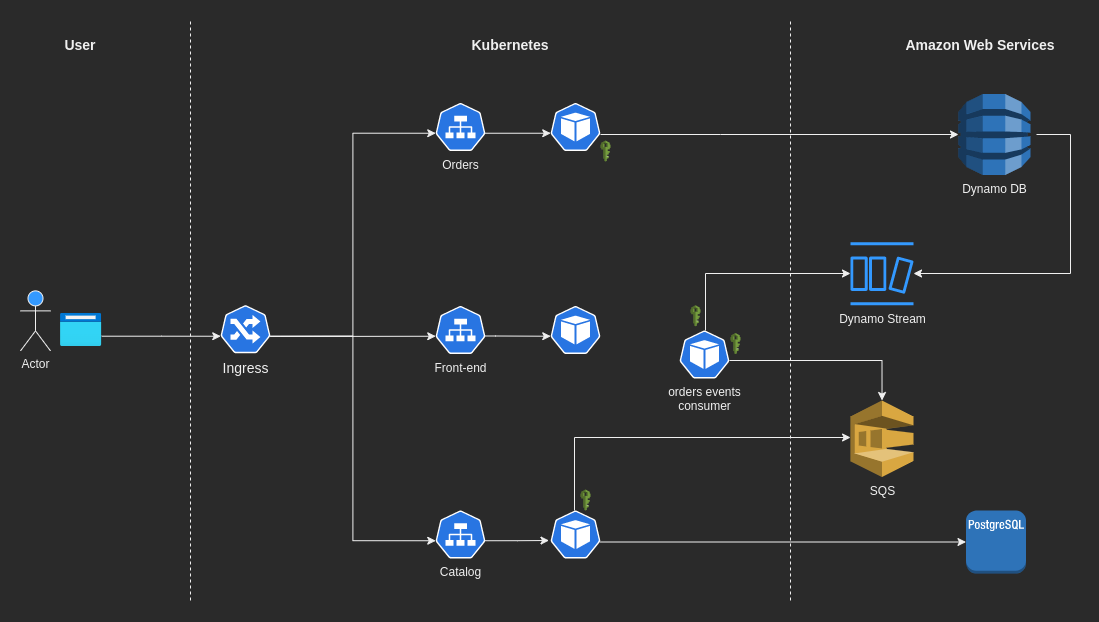 User
Kubernetes
Amazon Web Services
Orders
Dynamo DB
Actor
Ingress
Front-end
Dynamo Stream
orders events
consumer
SQS
Catalog
PostgreSQL